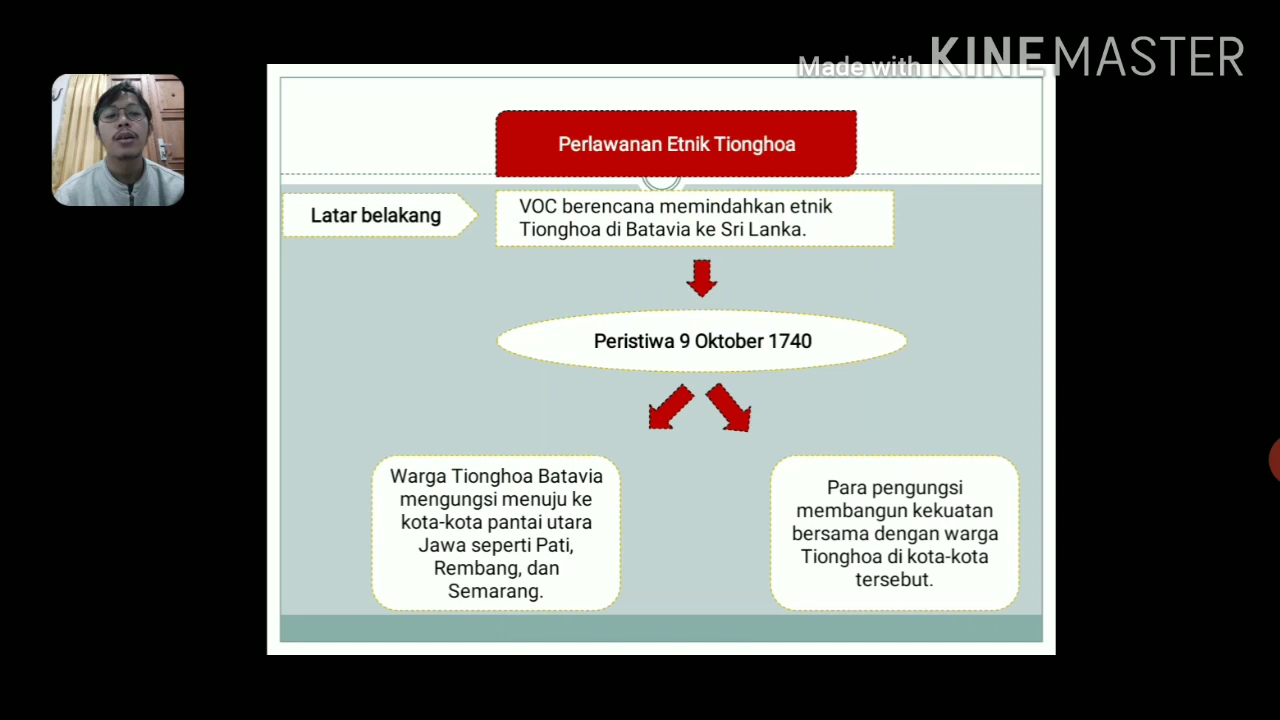 Made with KINEMASTER
Perlawanan Etnik Tionghoa
Latar belakang
VOC berencana memindahkan etnik
Tionghoa di Batavia ke Sri Lanka.
Peristiwa 9 Oktober 1740
Warga Tionghoa Batavia
mengungsi menuju ke
kota-kota pantai utara
Jawa seperti Pati,
Rembang, dan
Semarang.
Para pengungsi
membangun kekuatan
bersama dengan warga
Tionghoa di kota-kota
tersebut.